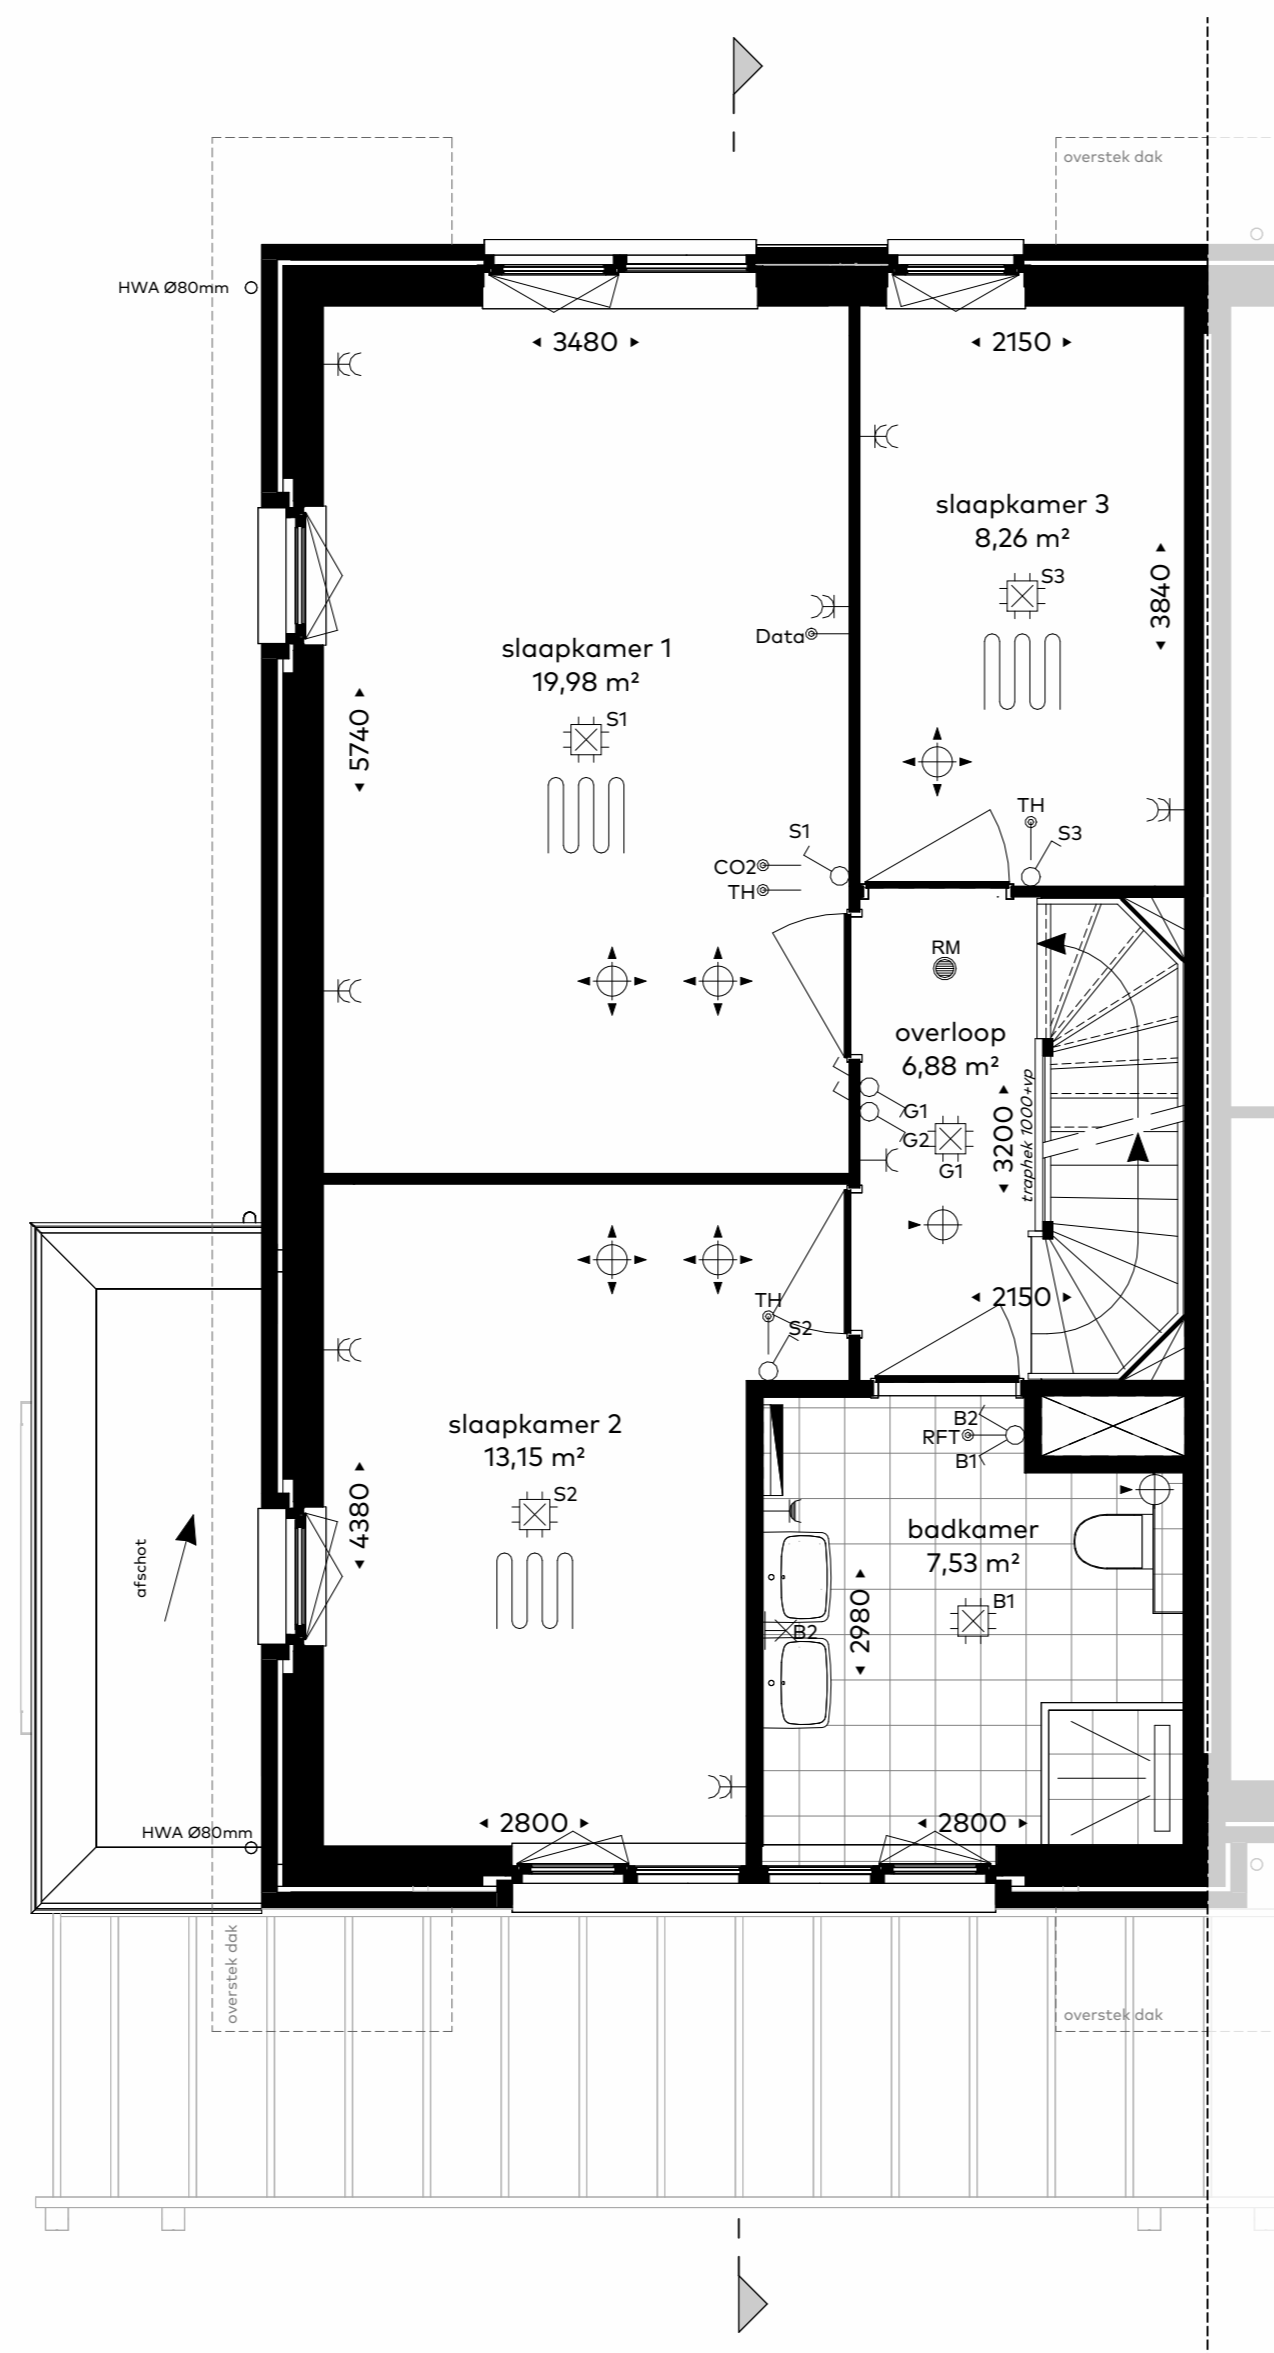 overstek dak
HWA Ø80mm
3480
2150
slaapkamer 3
8,26 m²
S3
3840
Data
slaapkamer 1
19,98 m²
S1
5740
TH
S3
S1
CO2
TH
RM
overloop
6,88 m²
G1
G2
G1
3200
traphek 1000+vp
2150
TH
S2
slaapkamer 2
13,15 m²
S2
4380
B2
RFT
B1
badkamer
7,53 m²
B1
B2
2980
afschot
2800
2800
HWA Ø80mm
overstek dak
overstek dak